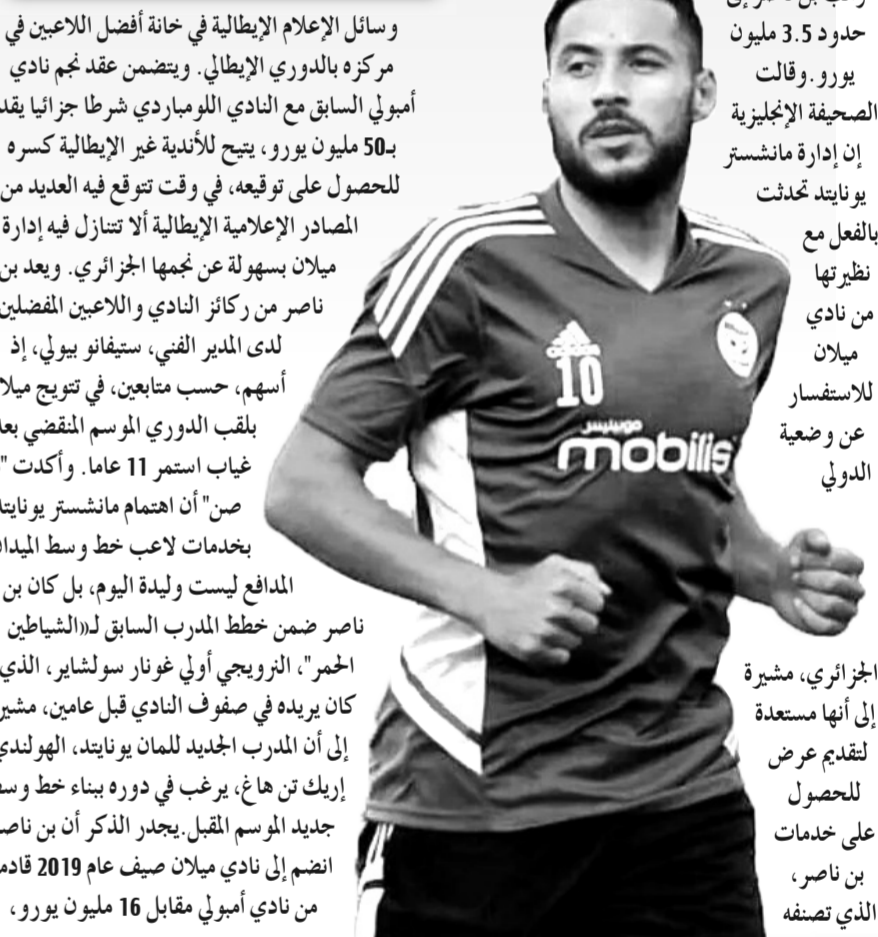 حدود 3.5 مليون
يورو.وقالت
الصحيفة الإنجليزية
إن إدارة مانشستر
يونايتد تحدثت
بالفعل مع
نظيرتها
من نادي
ميلان
للاستفسار
عن وضعية
الدولي
الجزائري، مشيرة
إلى أنها مستعدة
لتقديم عرض
للحصول
على خدمات
بن ناصر،
الذي تصنفه
وسائل الإعلام الإيطالية في خانة أفضل اللاعبين في
مركزه بالدوري الإيطالي. ويتضمن عقد نجم نادي
أمبولي السابق مع النادي اللومباردي شرطا جزائيا يقد
بـ50 مليون يورو، يتيح للأندية غير الإيطالية كسره
للحصول على توقيعه، في وقت تتوقع فيه العديد من
المصادر الإعلامية الإيطالية ألا تتنازل فيه إدارة
ميلان بسهولة عن نجمها الجزائري. ويعد بن
ناصر من ركائز النادي واللاعبين المفضلين
لدى المدير الفني، ستيفانو بيولي، إذ
أسهم، حسب متابعين، في تتويج ميلا
بلقب الدوري الموسم المنقضي بعد
غياب استمر 11 عاما. وأكدت "
صن" أن اهتمام مانشستر يونايتد
بخدمات لاعب خط وسط الميدا
المدافع ليست وليدة اليوم، بل كان بن
ناصر ضمن خطط المدرب السابق لـ«الشياطين
الحمر"، النرويجي أولي غونار سولشاير، الذي
كان يريده في صفوف النادي قبل عامين، مشير
إلى أن المدرب الجديد للمان يونايتد، الهولندي
إريك تن هاغ، يرغب في دوره ببناء خط وسط
جديد الموسم المقبل.يجدر الذكر أن بن ناصر
انضم إلى نادي ميلان صيف عام 2019 قادم
من نادي أمبولي مقابل 16 مليون يورو،
adidas
10
موبيليس
mobilis